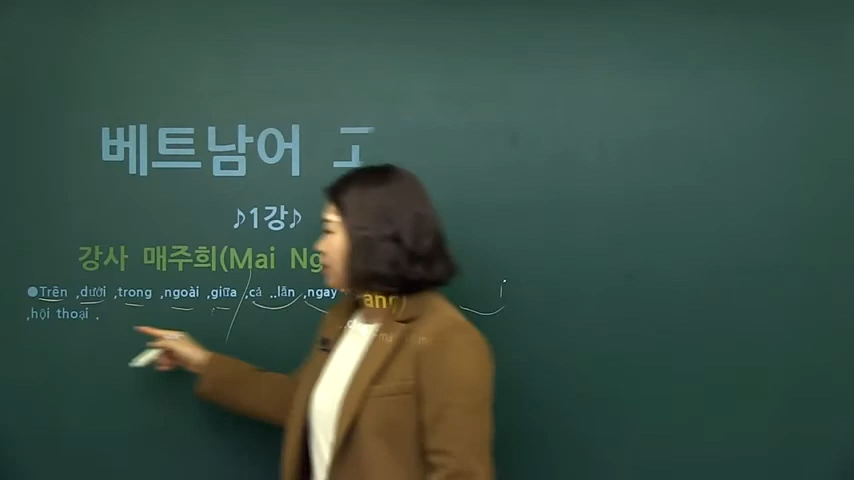 베트남어
♪1강♪
강사 매주희(Mai Ng
●Trên ,dưới ,trong ,ngoài ,giữa ,cả ..lẫn ,ngay
,hội thoại .